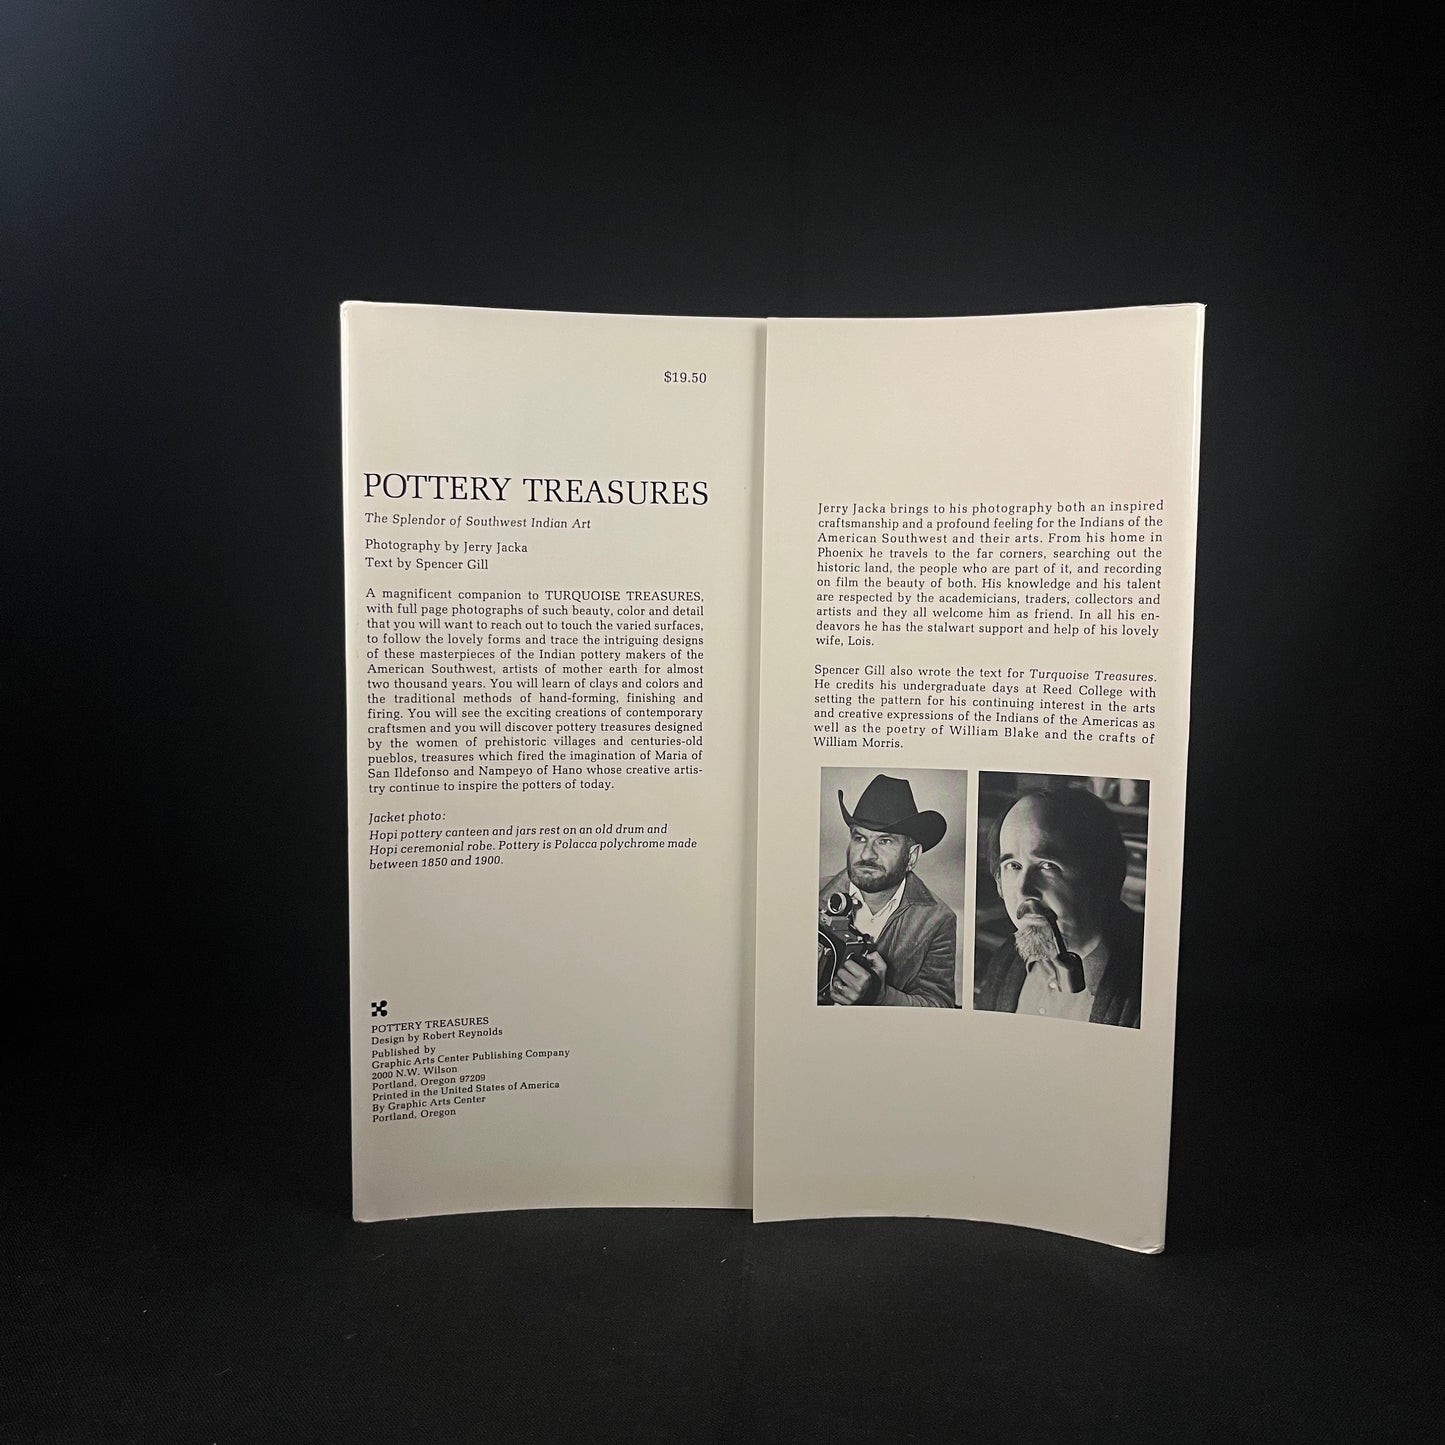 $19.50
POTTERY TREASURES
The Splendor of Southwest Indian Art
Photography by Jerry Jacka
Text by Spencer Gill
A magnificent companion to TURQUOISE TREASURES,
with full page photographs of such beauty, color and detail
that you will want to reach out to touch the varied surfaces,
to follow the lovely forms and trace the intriguing designs
of these masterpieces of the Indian pottery makers of the
American Southwest, artists of mother earth for almost
two thousand years. You will learn of clays and colors and
the traditional methods of hand-forming, finishing and
firing. You will see the exciting creations of contemporary
craftsmen and you will discover pottery treasures designed
by the women of prehistoric villages and centuries-old
pueblos, treasures which fired the imagination of Maria of
San Ildefonso and Nampeyo of Hano whose creative artis-
try continue to inspire the potters of today.
Jacket photo:
Hopi pottery canteen and jars rest on an old drum and
Hopi ceremonial robe. Pottery is Polacca polychrome made
between 1850 and 1900.
POTTERY TREASURES
Design by Robert Reynolds
Published by
Graphic Arts Center Publishing Company
2000 N.W. Wilson
Portland, Oregon 97209
Printed in the United States of America
By Graphic Arts Center
Portland, Oregon
Jerry Jacka brings to his photography both an inspired
craftsmanship and a profound feeling for the Indians of the
American Southwest and their arts. From his home in
Phoenix he travels to the far corners, searching out the
historic land, the people who are part of it, and recording
on film the beauty of both. His knowledge and his talent
are respected by the academicians, traders, collectors and
artists and they all welcome him as friend. In all his en-
deavors he has the stalwart support and help of his lovely
wife, Lois.
Spencer Gill also wrote the text for Turquoise Treasures.
He credits his undergraduate days at Reed College with
setting the pattern for his continuing interest in the arts
and creative expressions of the Indians of the Americas as
well as the poetry of William Blake and the crafts of
William Morris.